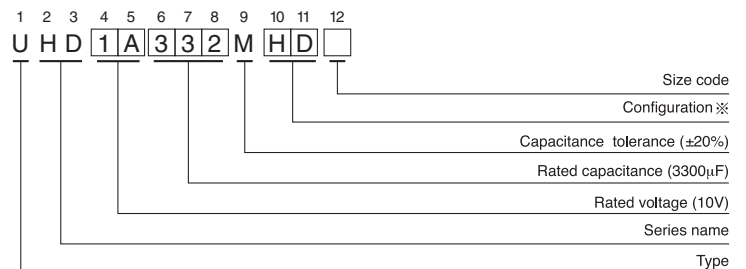 1 2 3 4 5 6 7 8 9 10 11 12
U H D 1 A 3 3 2 M H D
Size code
Configuration※
Capacitance tolerance (±20%)
Rated capacitance (3300µF)
Rated voltage (10V)
Series name
Type